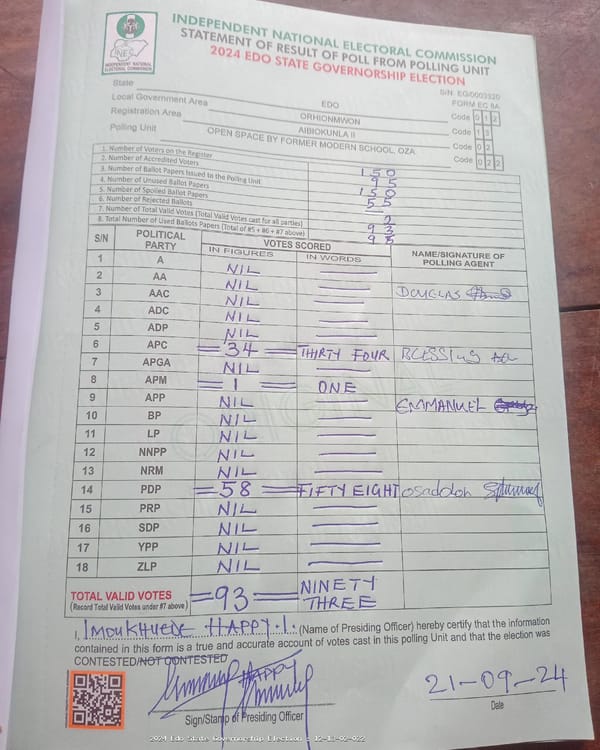 INDEPENDENT NATIONAL ELECTORAL COMMISSION
STATEMENT OF RESULT OF POLL FROM POLLING UNIT
2024 EDO STATE GOVERNORSHIP ELECTION
INEC
INDEPENDENT NATIONAL ELECTORAL COMMISSION
S/N: EG/0003320
FORM EC 8A
State EDO Code 0 1 2
Local Government Area ORHIONMWON Code 1 3
Registration Area AIBIOKUNLA II Code 0 2
Polling Unit OPEN SPACE BY FORMER MODERN SCHOOL, OZA Code 0 2 2
1. Number of Voters on the Register 150
2. Number of Accredited Voters 95
3. Number of Ballot Papers Issued to the Polling Unit 150
4. Number of Unused Ballot Papers 55
5. Number of Spoiled Ballot Papers —
6. Number of Rejected Ballots 2
7. Number of Total Valid Votes (Total Valid Votes cast for all parties) 93
8. Total Number of Used Ballots Papers (Total of #5 + #6 + #7 above) 95
S/N POLITICAL PARTY VOTES SCORED NAME/SIGNATURE OF POLLING AGENT
IN FIGURES IN WORDS
1 A NIL
2 AA NIL
3 AAC NIL DOUGLAS
4 ADC NIL
5 ADP NIL
6 APC =34= THIRTY FOUR BLESSING
7 APGA NIL
8 APM =1= ONE
9 APP NIL EMMANUEL
10 BP NIL
11 LP NIL
12 NNPP NIL
13 NRM NIL
14 PDP =58= FIFTY EIGHT
15 PRP NIL
16 SDP NIL
17 YPP NIL
18 ZLP NIL
TOTAL VALID VOTES =93= NINETY THREE
(Record Total Valid Votes under #7 above)
I, IMOUKHUEDE HAPPY.I. (Name of Presiding Officer) hereby certify that the information
contained in this form is a true and accurate account of votes cast in this polling Unit and that the election was
CONTESTED/NOT CONTESTED
HAPPY
21-09-24
Sign/Stamp of Presiding Officer Date
2024 Edo State Governorship Election - 12-13-02-022